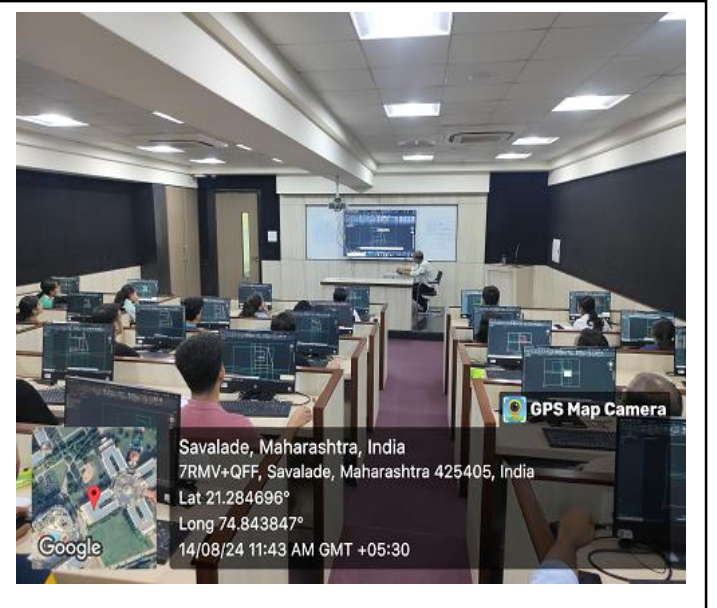 GPS Map Camera
Savalade, Maharashtra, India
7RMV+QFF, Savalade, Maharashtra 425405, India
Lat 21.284696°
Long 74.843847°
14/08/24 11:43 AM GMT +05:30
Google